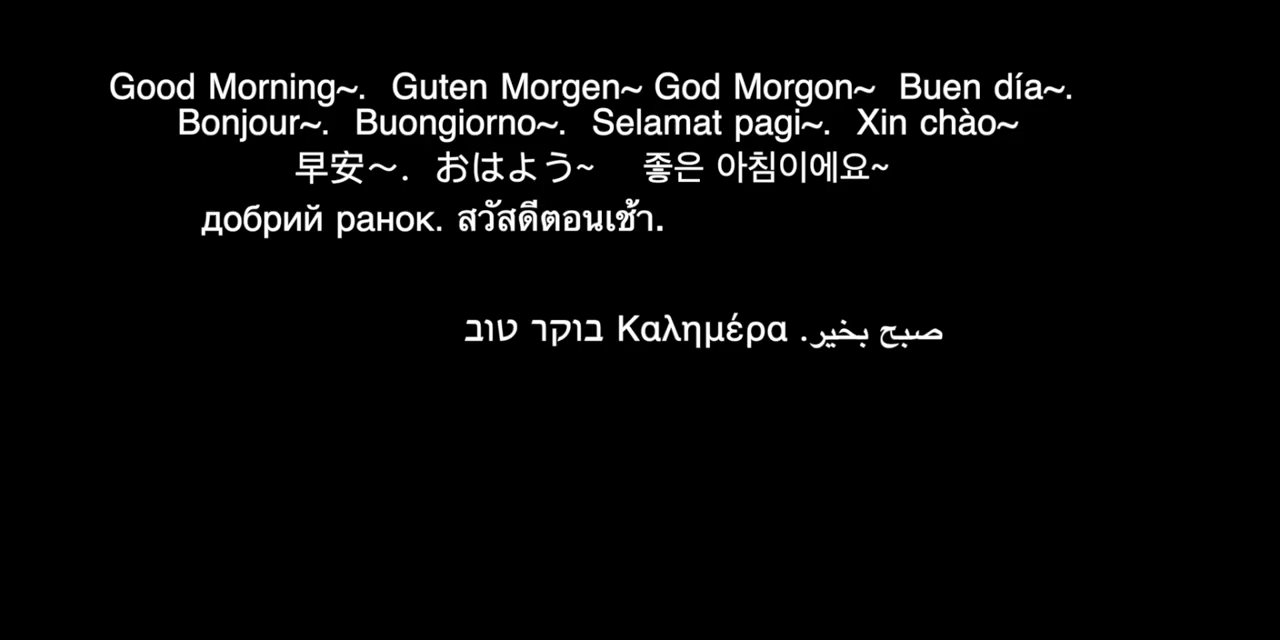 Good Morning~.  Guten Morgen~ God Morgon~  Buen día~.
Bonjour~.  Buongiorno~.  Selamat pagi~.  Xin chào~
早安～.  おはよう~  좋은 아침이에요~
добрий ранок. สวัสดีตอนเช้า.
צבח בוקר טוב Καλημέρα .صبح بخیر